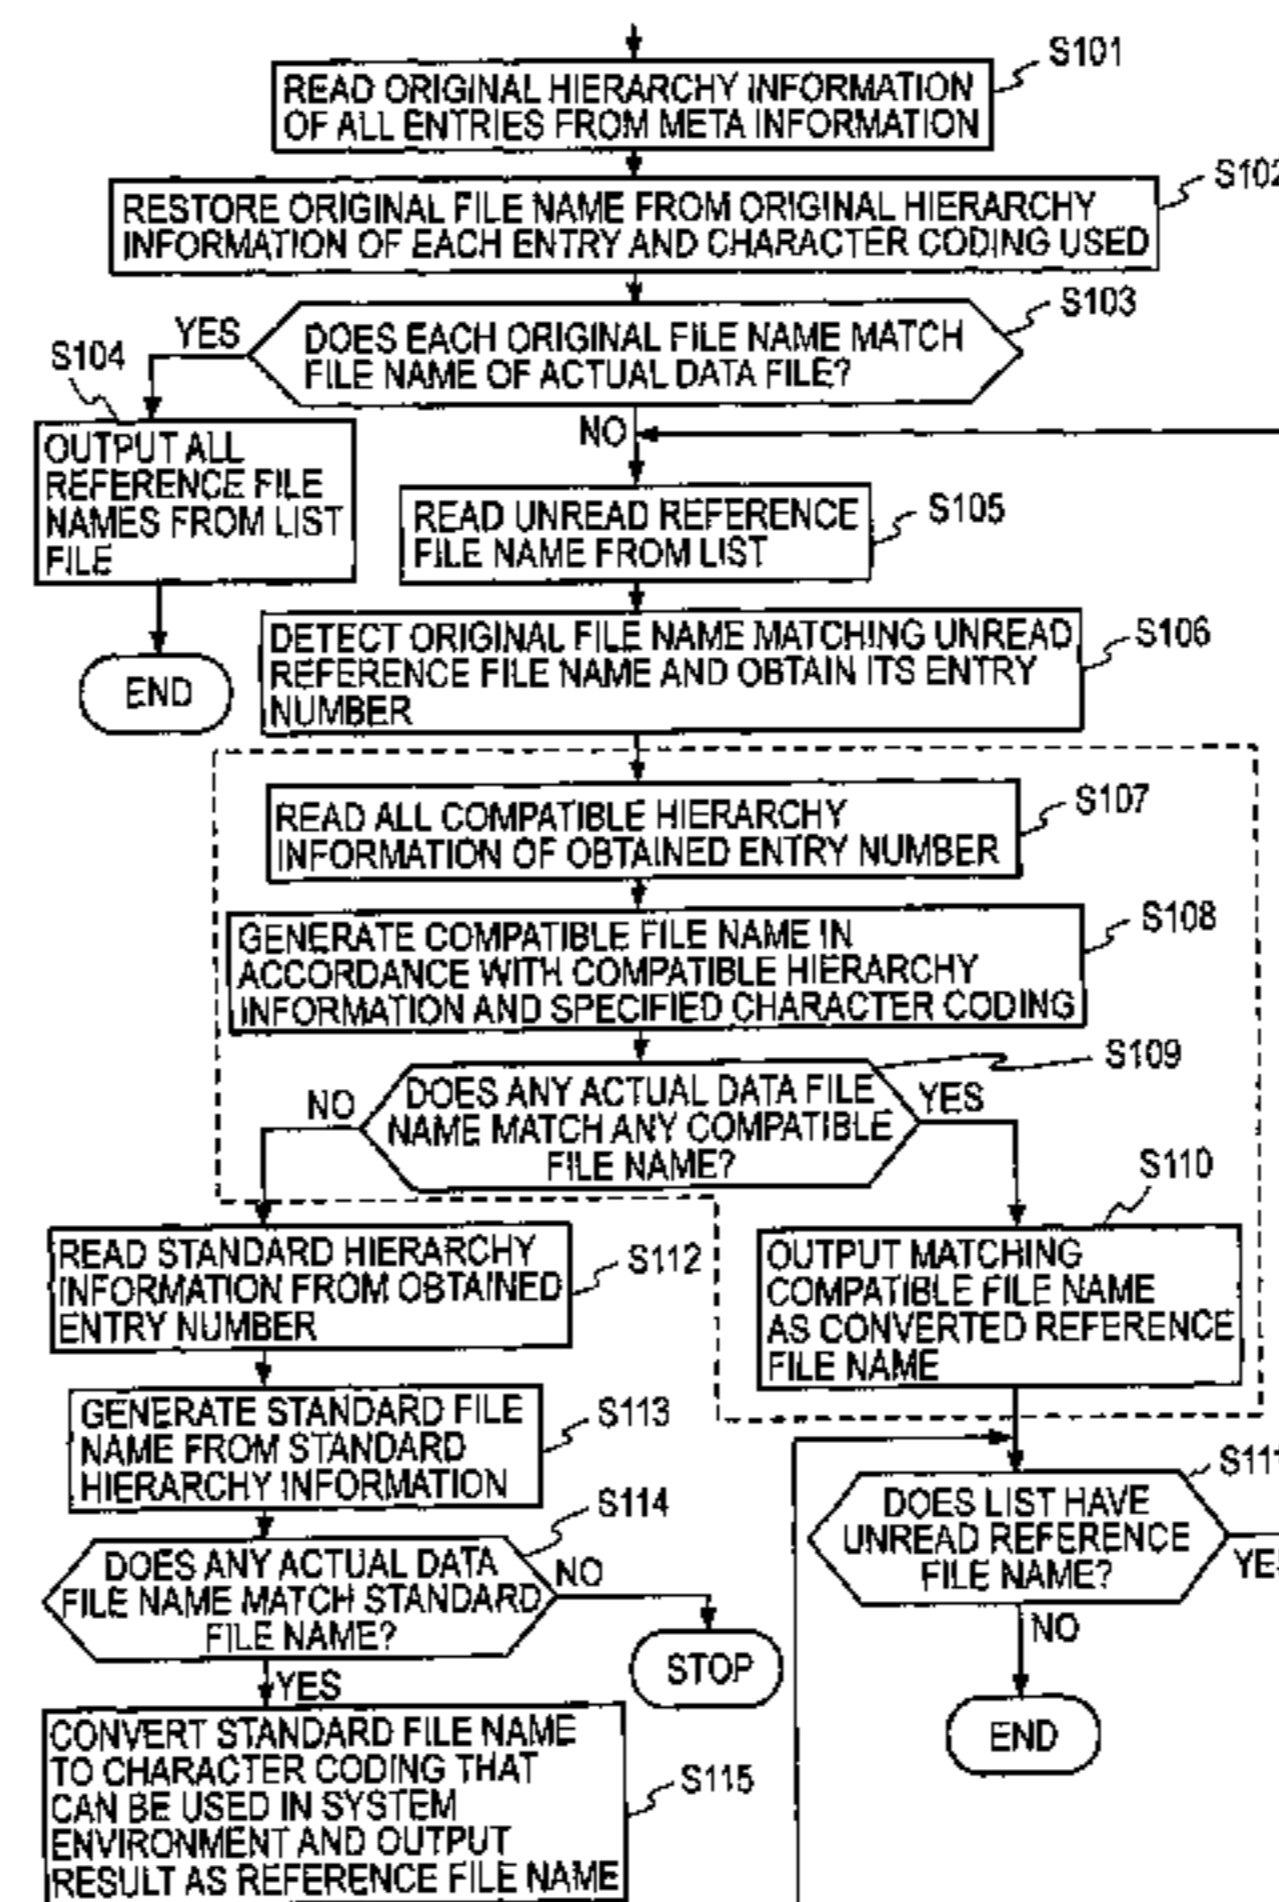 S101
READ ORIGINAL HIERARCHY INFORMATION
OF ALL ENTRIES FROM META INFORMATION
S102
RESTORE ORIGINAL FILE NAME FROM ORIGINAL HIERARCHY
INFORMATION OF EACH ENTRY AND CHARACTER CODING USED
S103
YES
DOES EACH ORIGINAL FILE NAME MATCH
FILE NAME OF ACTUAL DATA FILE?
S104
NO
OUTPUT ALL
REFERENCE FILE
NAMES FROM LIST
FILE
S105
READ UNREAD REFERENCE
FILE NAME FROM LIST
END
S106
DETECT ORIGINAL FILE NAME MATCHING UNREAD
REFERENCE FILE NAME AND OBTAIN ITS ENTRY
NUMBER
S107
READ ALL COMPATIBLE HIERARCHY
INFORMATION OF OBTAINED ENTRY NUMBER
S108
GENERATE COMPATIBLE FILE NAME IN
ACCORDANCE WITH COMPATIBLE HIERARCHY
INFORMATION AND SPECIFIED CHARACTER CODING
S109
NO
DOES ANY ACTUAL DATA FILE
NAME MATCH ANY COMPATIBLE
FILE NAME?
YES
S110
OUTPUT MATCHING
COMPATIBLE FILE NAME
AS CONVERTED REFERENCE
FILE NAME
READ STANDARD HIERARCHY
INFORMATION FROM OBTAINED
ENTRY NUMBER
S112
GENERATE STANDARD FILE
NAME FROM STANDARD
HIERARCHY INFORMATION
S113
S111
DOES LIST HAVE
UNREAD REFERENCE
FILE NAME?
YES
NO
END
S114
DOES ANY ACTUAL DATA
FILE NAME MATCH STANDARD
FILE NAME?
NO
STOP
YES
CONVERT STANDARD FILE NAME
TO CHARACTER CODING THAT
CAN BE USED IN SYSTEM
ENVIRONMENT AND OUTPUT
RESULT AS REFERENCE FILE NAME
S115